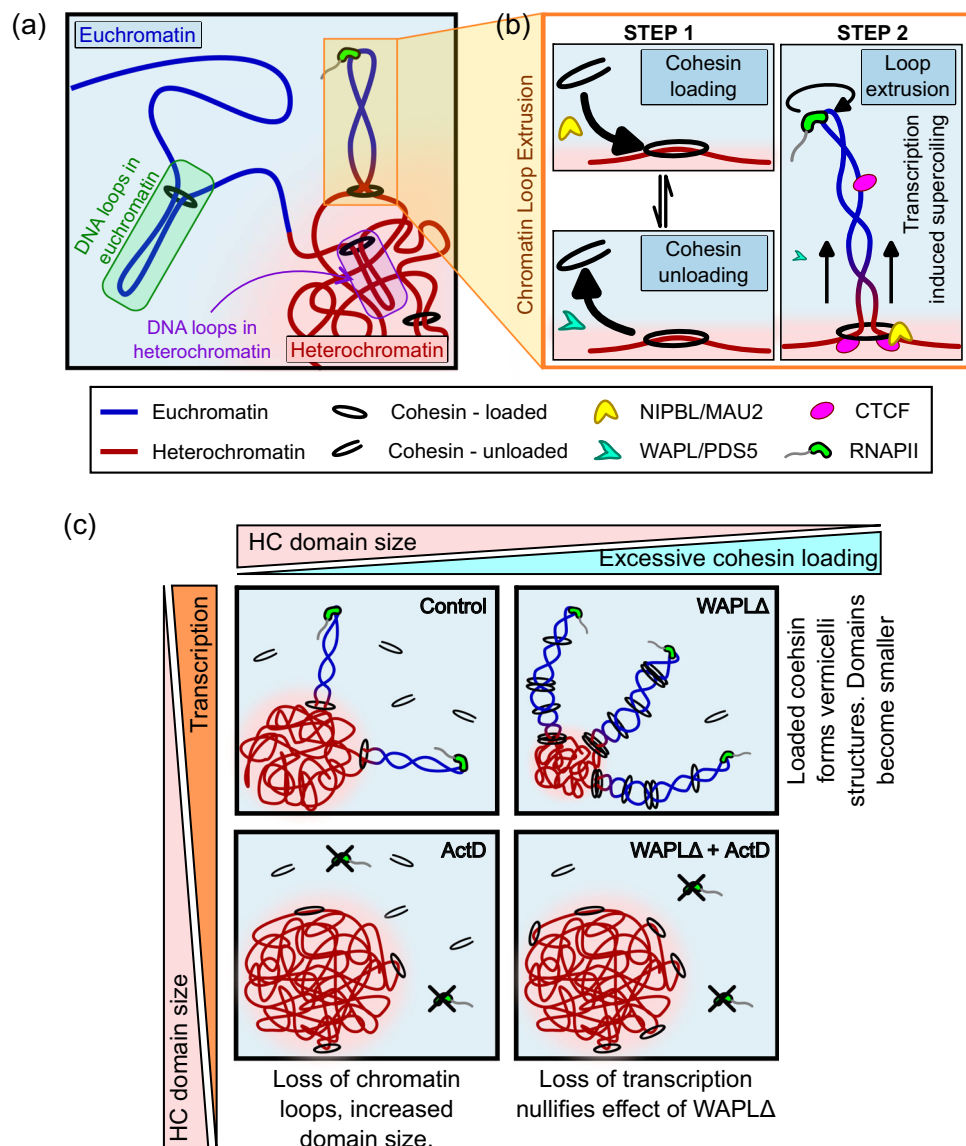 (a)
Euchromatin
DNA loops in
euchromatin
DNA loops in
heterochromatin
Heterochromatin
(b)
Chromatin Loop Extrusion
STEP 1
Cohesin
loading
Cohesin
unloading
STEP 2
Loop
extrusion
Transcription
induced supercoiling
Euchromatin
Cohesin - loaded
NIPBL/MAU2
CTCF
Heterochromatin
Cohesin - unloaded
WAPL/PDS5
RNAPII
(c)
HC domain size
Excessive cohesin loading
Transcription
HC domain size
Control
WAPLΔ
Loaded coehsin
forms vermicelli
structures. Domains
become smaller
ActD
WAPLΔ + ActD
Loss of chromatin
loops, increased
domain size.
Loss of transcription
nullifies effect of WAPLΔ